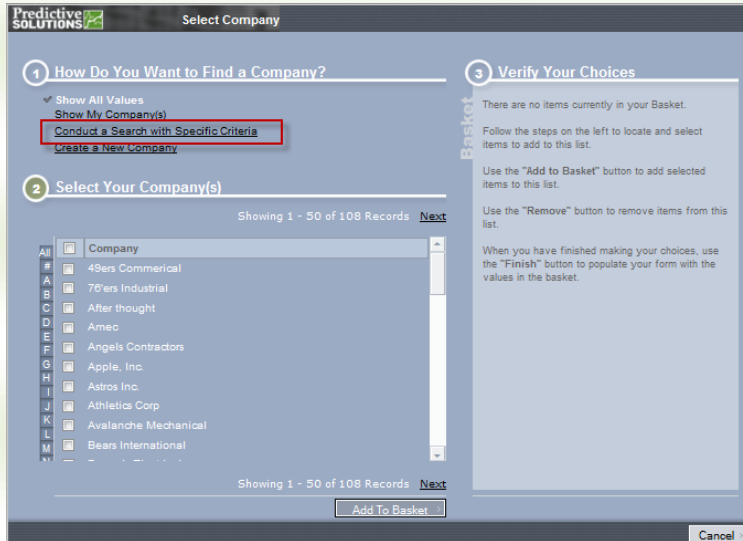 Predictive
SOLUTIONS
Select Company
1 How Do You Want to Find a Company?
Show All Values
Show My Company(s)
Conduct a Search with Specific Criteria
Create a New Company
2 Select Your Company(s)
Showing 1 - 50 of 108 Records Next
Company
49ers Commerical
76'ers Industrial
After thought
Amec
Angels Contractors
Apple, Inc.
Astros Inc.
Athletics Corp
Avalanche Mechanical
Bears International
All
#
A
B
C
D
E
F
G
H
I
J
K
L
M
N
Showing 1 - 50 of 108 Records Next
Add To Basket
3 Verify Your Choices
Basket
There are no items currently in your Basket.
Follow the steps on the left to locate and select
items to add to this list.
Use the "Add to Basket" button to add selected
items to this list.
Use the "Remove" button to remove items from this
list.
When you have finished making your choices, use
the "Finish" button to populate your form with the
values in the basket.
Cancel